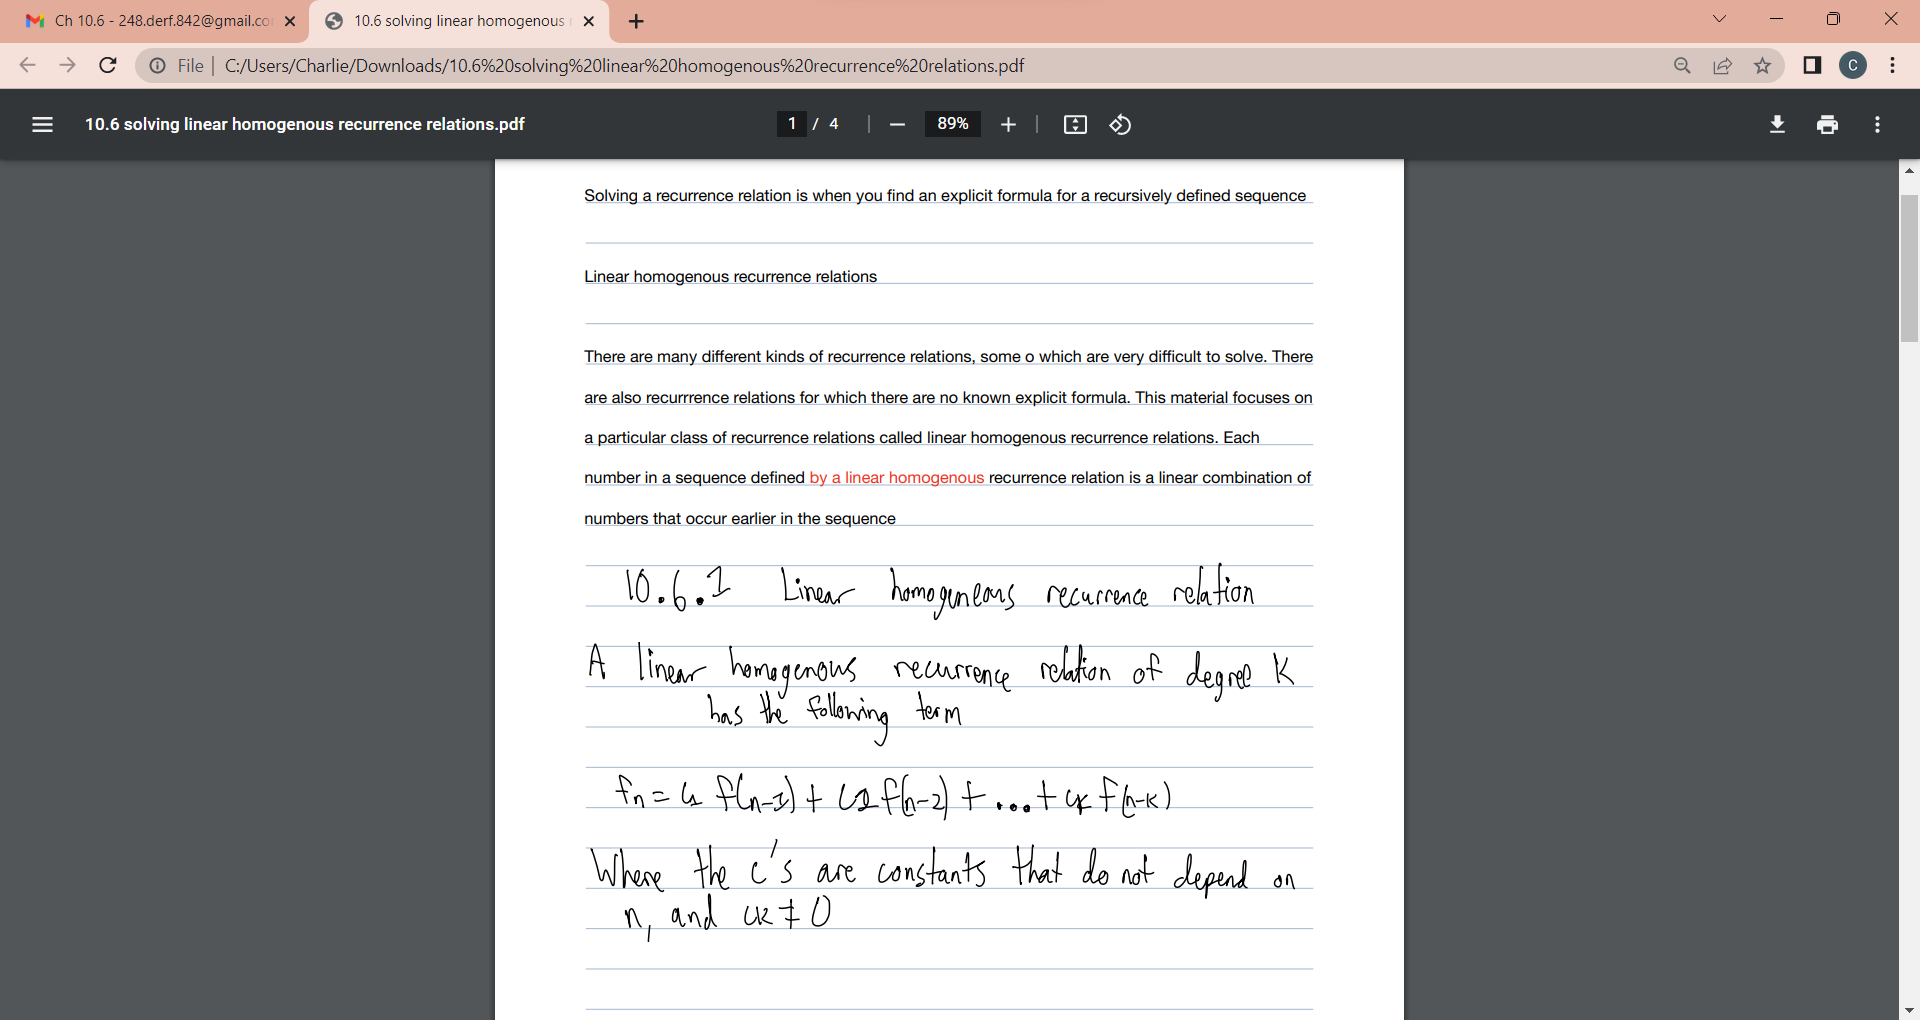 Ch 10.6 - 248.derf.842@gmail.co
10.6 solving linear homogenous
File | C:/Users/Charlie/Downloads/10.6%20solving%20linear%20homogenous%20recurrence%20relations.pdf
C
10.6 solving linear homogenous recurrence relations.pdf
1 / 4 | − 89% + |
Solving a recurrence relation is when you find an explicit formula for a recursively defined sequence
Linear homogenous recurrence relations
There are many different kinds of recurrence relations, some o which are very difficult to solve. There
are also recurrrence relations for which there are no known explicit formula. This material focuses on
a particular class of recurrence relations called linear homogenous recurrence relations. Each
number in a sequence defined by a linear homogenous recurrence relation is a linear combination of
numbers that occur earlier in the sequence
10.6.1 Linear homogeneous recurrence relation
A linear homogenous recurrence relation of degree K
has the following term
fn = c1 f(n-1) + c2 f(n-2) + ... + ck f(n-k)
Where the c's are constants that do not depend on
n, and ck ≠ 0